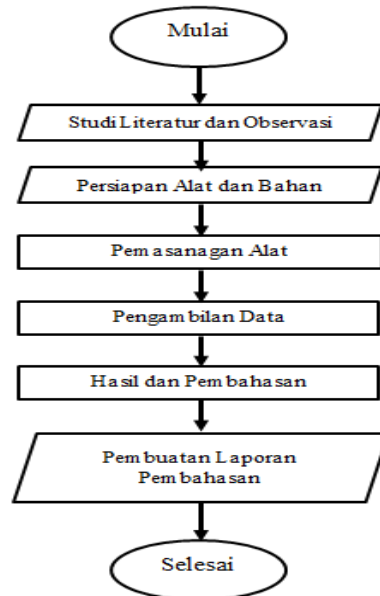 Mulai
Studi Literatur dan Observasi
Persiapan Alat dan Bahan
Pemasanagan Alat
Pengambilan Data
Hasil dan Pembahasan
Pembuatan Laporan
Pembahasan
Selesai